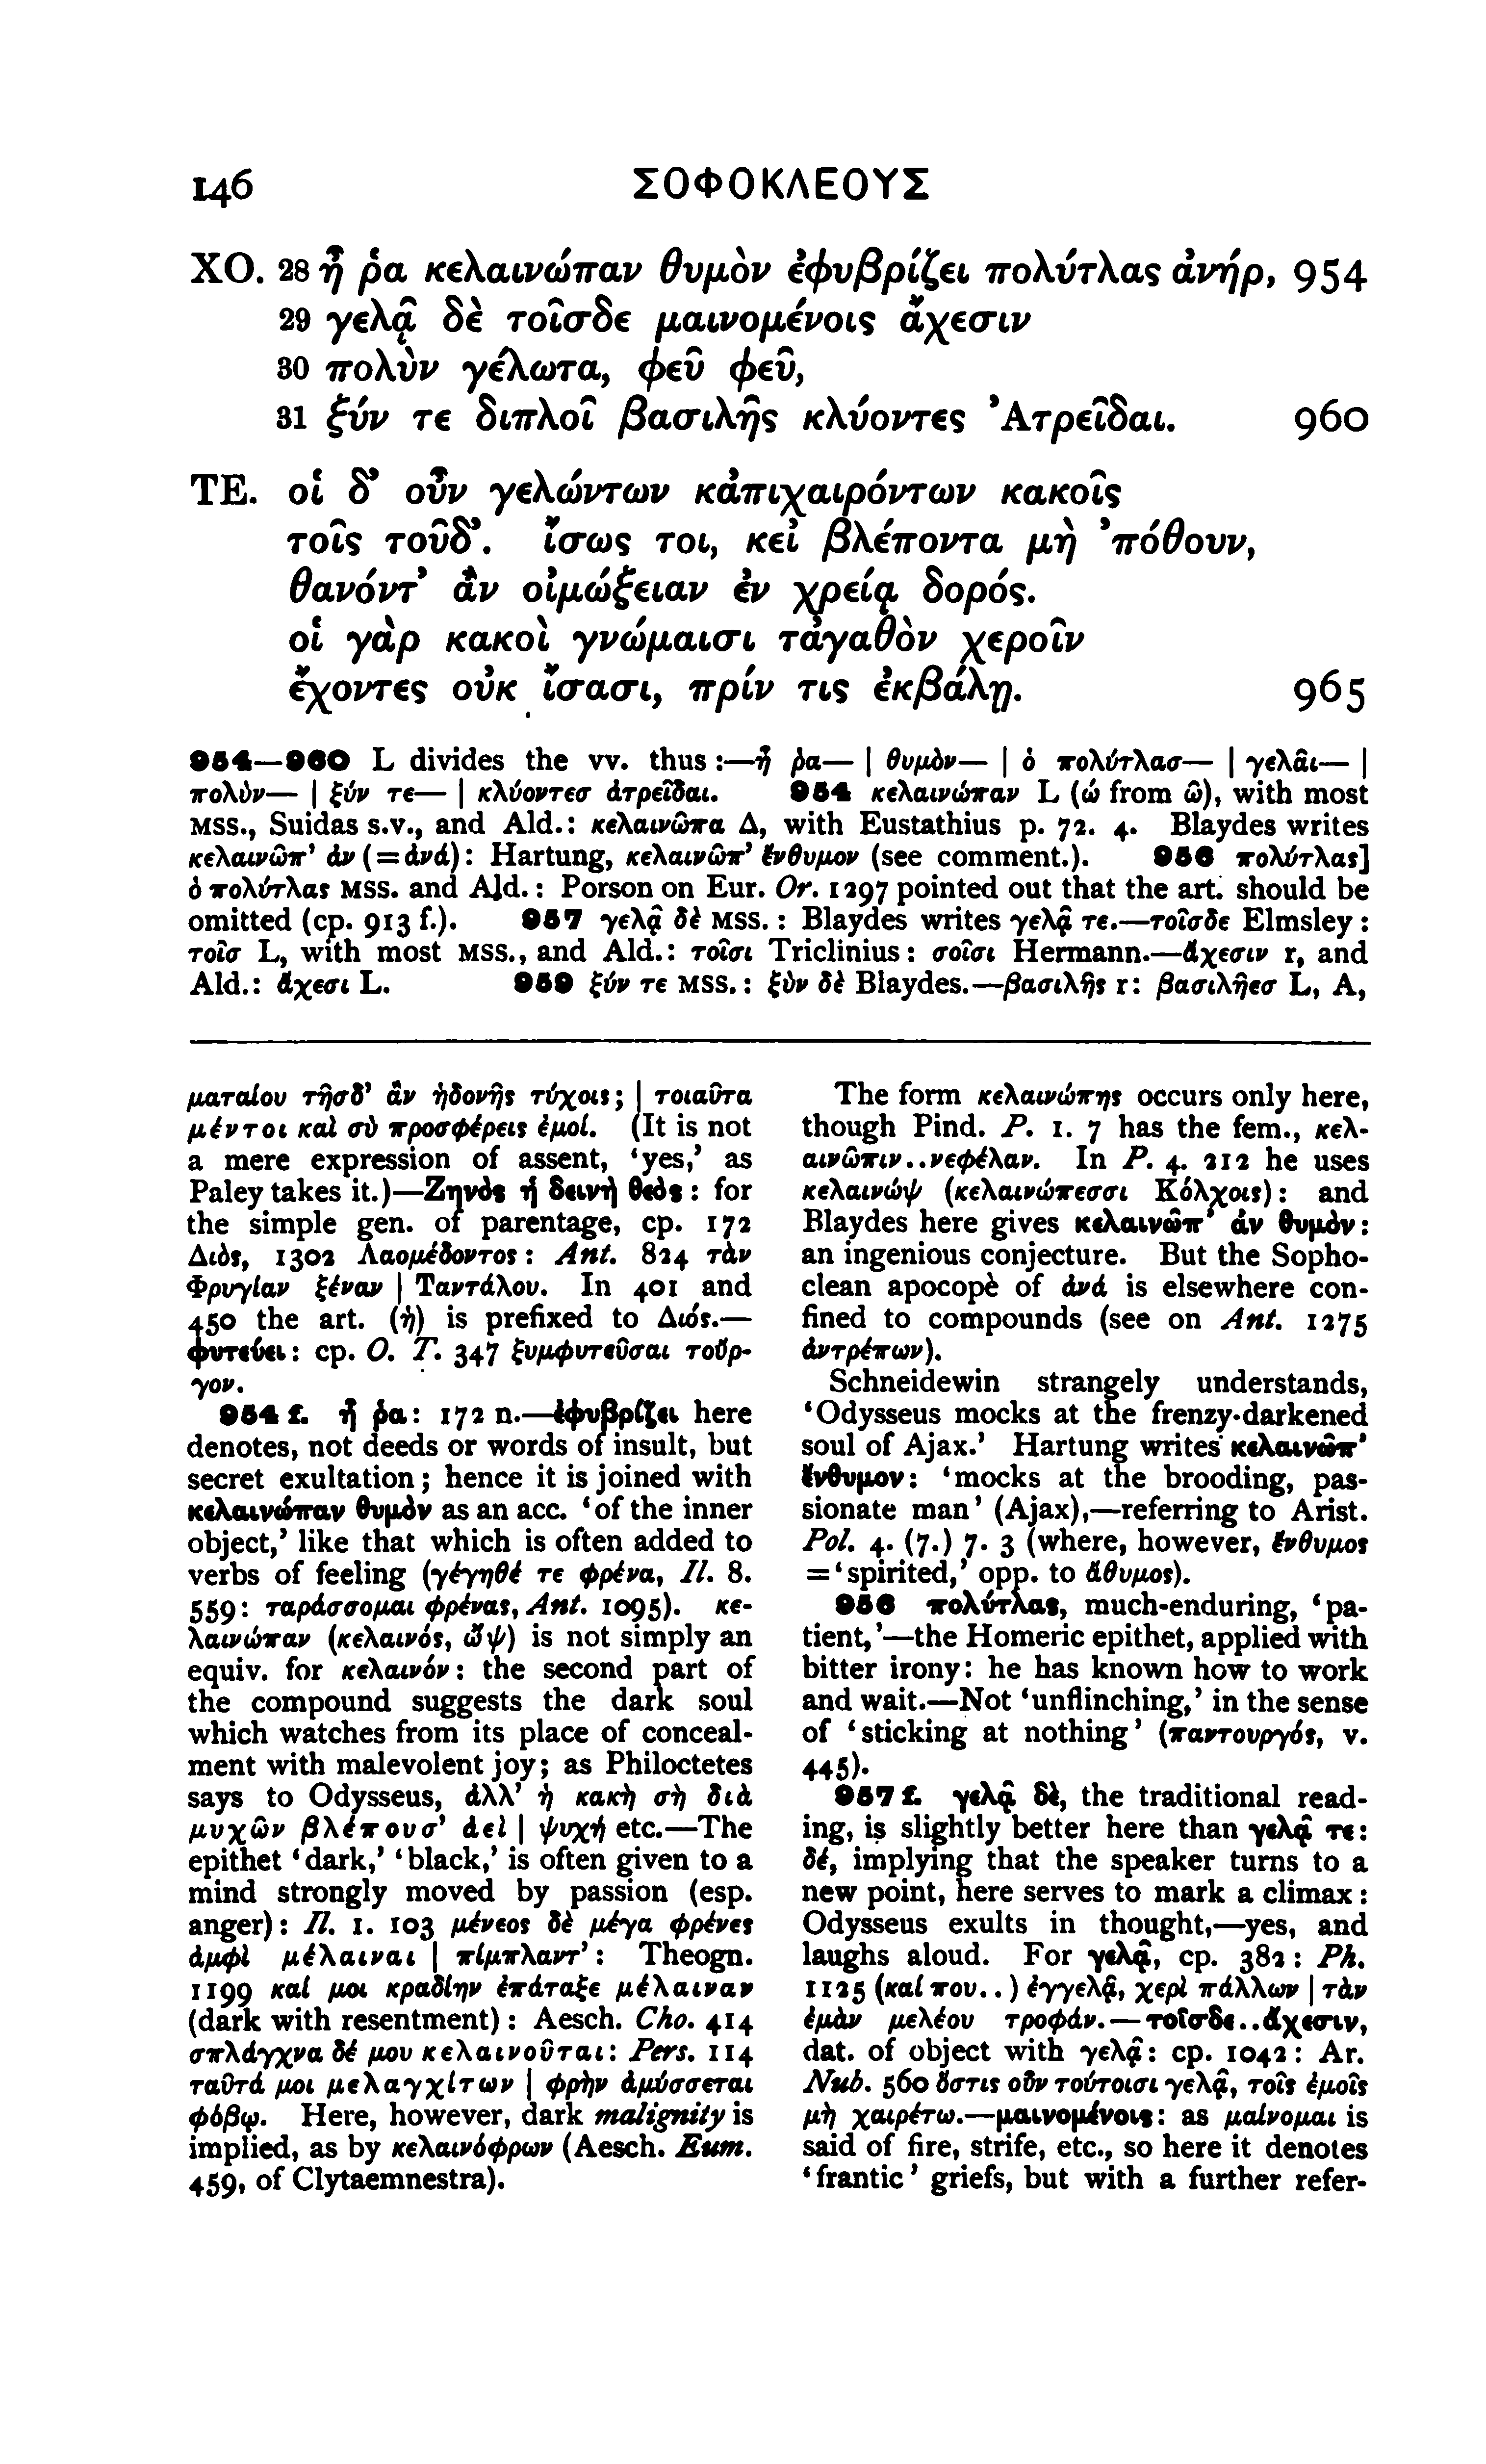 146 ΣΟΦΟΚΛΕΟΥΣ
ΧΟ. 28 ἦ ῥα κελαινώπαν θυμὸν ἐφυβρίζει πολύτλας ἀνήρ, 954
29 γελᾷ δὲ τοῖσδε μαινομένοις ἄχεσιν
30 πολὺν γέλωτα, φεῦ φεῦ,
31 ξύν τε διπλοῖ βασιλῆς κλύοντες Ἀτρεῖδαι. 960
ΤΕ. οἱ δ’ οὖν γελώντων κἀπιχαιρόντων κακοῖς
τοῖς τοῦδ’. ἴσως τοι, κεἰ βλέποντα μὴ ’πόθουν,
θανόντ’ ἂν οἰμώξειαν ἐν χρείᾳ δορός.
οἱ γὰρ κακοὶ γνώμαισι τἀγαθὸν χεροῖν
ἔχοντες οὐκ ἴσασι, πρίν τις ἐκβάλῃ. 965
954—960 L divides the vv. thus:—ἦ ῥα— | θυμὸν— | ὁ πολύτλασ— | γελᾶι— |
πολὺν— | ξύν τε— | κλύοντεσ ἀτρεῖδαι. 954 κελαινώπαν L (ώ from ῶ), with most
MSS., Suidas s.v., and Ald.: κελαινῶπα Δ, with Eustathius p. 72. 4. Blaydes writes
κελαινῶπ’ ἀν (=ἀνά): Hartung, κελαινῶπ’ ἔνθυμον (see comment.). 956 πολύτλας]
ὁ πολύτλας MSS. and Ald.: Porson on Eur. Or. 1297 pointed out that the art. should be
omitted (cp. 913 f.). 957 γελᾷ δὲ MSS.: Blaydes writes γελᾷ τε.—τοῖσδε Elmsley:
τοῖσ L, with most MSS., and Ald.: τοῖσι Triclinius: σοῖσι Hermann.—ἄχεσιν r, and
Ald.: ἄχεσι L. 959 ξύν τε MSS.: ξὺν δὲ Blaydes.—βασιλῆς r: βασιλῆεσ L, A,
ματαίου τῆσδ’ ἂν ἡδονῆς τύχοις; | τοιαῦτα
μέντοι καὶ σὺ προσφέρεις ἐμοί. (It is not
a mere expression of assent, ‘yes,’ as
Paley takes it.)—Ζηνὸς ἡ δεινὴ θεός: for
the simple gen. of parentage, cp. 172
Διὸς, 1302 Λαομέδοντος: Ant. 824 τὰν
Φρυγίαν ξέναν | Ταντάλου. In 401 and
450 the art. (ἡ) is prefixed to Διός.—
φυτεύει: cp. O. T. 347 ξυμφυτεῦσαι τοὔρ-
γον.
954 f. ἦ ῥα: 172 n.—ἐφυβρίζει here
denotes, not deeds or words of insult, but
secret exultation; hence it is joined with
κελαινώπαν θυμὸν as an acc. ‘of the inner
object,’ like that which is often added to
verbs of feeling (γέγηθέ τε φρένα, Il. 8.
559: ταράσσομαι φρένας, Ant. 1095). κε-
λαινώπαν (κελαινός, ὤψ) is not simply an
equiv. for κελαινόν: the second part of
the compound suggests the dark soul
which watches from its place of conceal-
ment with malevolent joy; as Philoctetes
says to Odysseus, ἀλλ’ ἡ κακὴ σὴ διὰ
μυχῶν βλέπουσ’ ἀεὶ | ψυχή etc.—The
epithet ‘dark,’ ‘black,’ is often given to a
mind strongly moved by passion (esp.
anger): Il. 1. 103 μένεος δὲ μέγα φρένες
ἀμφὶ μέλαιναι | πίμπλαντ’: Theogn.
1199 καί μοι κραδίην ἐπάταξε μέλαιναν
(dark with resentment): Aesch. Cho. 414
σπλάγχνα δέ μου κελαινοῦται: Pers. 114
ταῦτά μοι μελαγχίτων | φρὴν ἀμύσσεται
φόβῳ. Here, however, dark malignity is
implied, as by κελαινόφρων (Aesch. Eum.
459, of Clytaemnestra).
The form κελαινώπης occurs only here,
though Pind. P. 1. 7 has the fem., κελ-
αινῶπιν..νεφέλαν. In P. 4. 212 he uses
κελαινώψ (κελαινώπεσσι Κόλχοις): and
Blaydes here gives κελαινῶπ’ ἀν θυμὸν:
an ingenious conjecture. But the Sopho-
clean apocopè of ἀνά is elsewhere con-
fined to compounds (see on Ant. 1275
ἀντρέπων).
Schneidewin strangely understands,
‘Odysseus mocks at the frenzy-darkened
soul of Ajax.’ Hartung writes κελαινῶπ’
ἔνθυμον: ‘mocks at the brooding, pas-
sionate man’ (Ajax),—referring to Arist.
Pol. 4. (7.) 7. 3 (where, however, ἔνθυμος
=‘spirited,’ opp. to ἄθυμος).
956 πολύτλας, much-enduring, ‘pa-
tient,’—the Homeric epithet, applied with
bitter irony: he has known how to work
and wait.—Not ‘unflinching,’ in the sense
of ‘sticking at nothing’ (παντουργός, v.
445).
957 f. γελᾷ δὲ, the traditional read-
ing, is slightly better here than γελᾷ τε:
δέ, implying that the speaker turns to a
new point, here serves to mark a climax:
Odysseus exults in thought,—yes, and
laughs aloud. For γελᾷ, cp. 382: Ph.
1125 (καί που..) ἐγγελᾷ, χερὶ πάλλων | τὰν
ἐμὰν μελέου τροφάν.—τοῖσδε..ἄχεσιν,
dat. of object with γελᾷ: cp. 1042: Ar.
Nub. 560 ὅστις οὖν τούτοισι γελᾷ, τοῖς ἐμοῖς
μὴ χαιρέτω.—μαινομένοις: as μαίνομαι is
said of fire, strife, etc., so here it denotes
‘frantic’ griefs, but with a further refer-